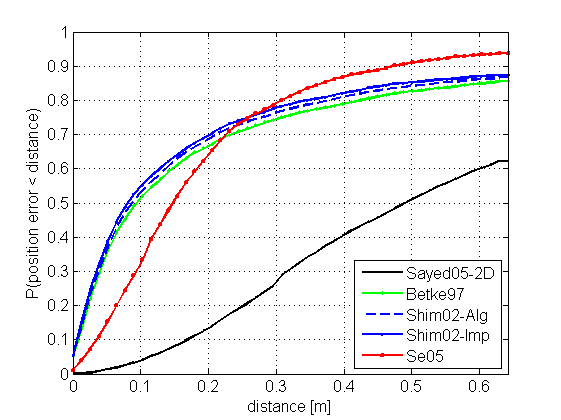 1
0.9
0.8
0.7
0.6
0.5
0.4
0.3
0.2
0.1
0
P(position error < distance)
Sayed05-2D
Betke97
Shim02-Alg
Shim02-Imp
Se05
0 0.1 0.2 0.3 0.4 0.5 0.6
distance [m]